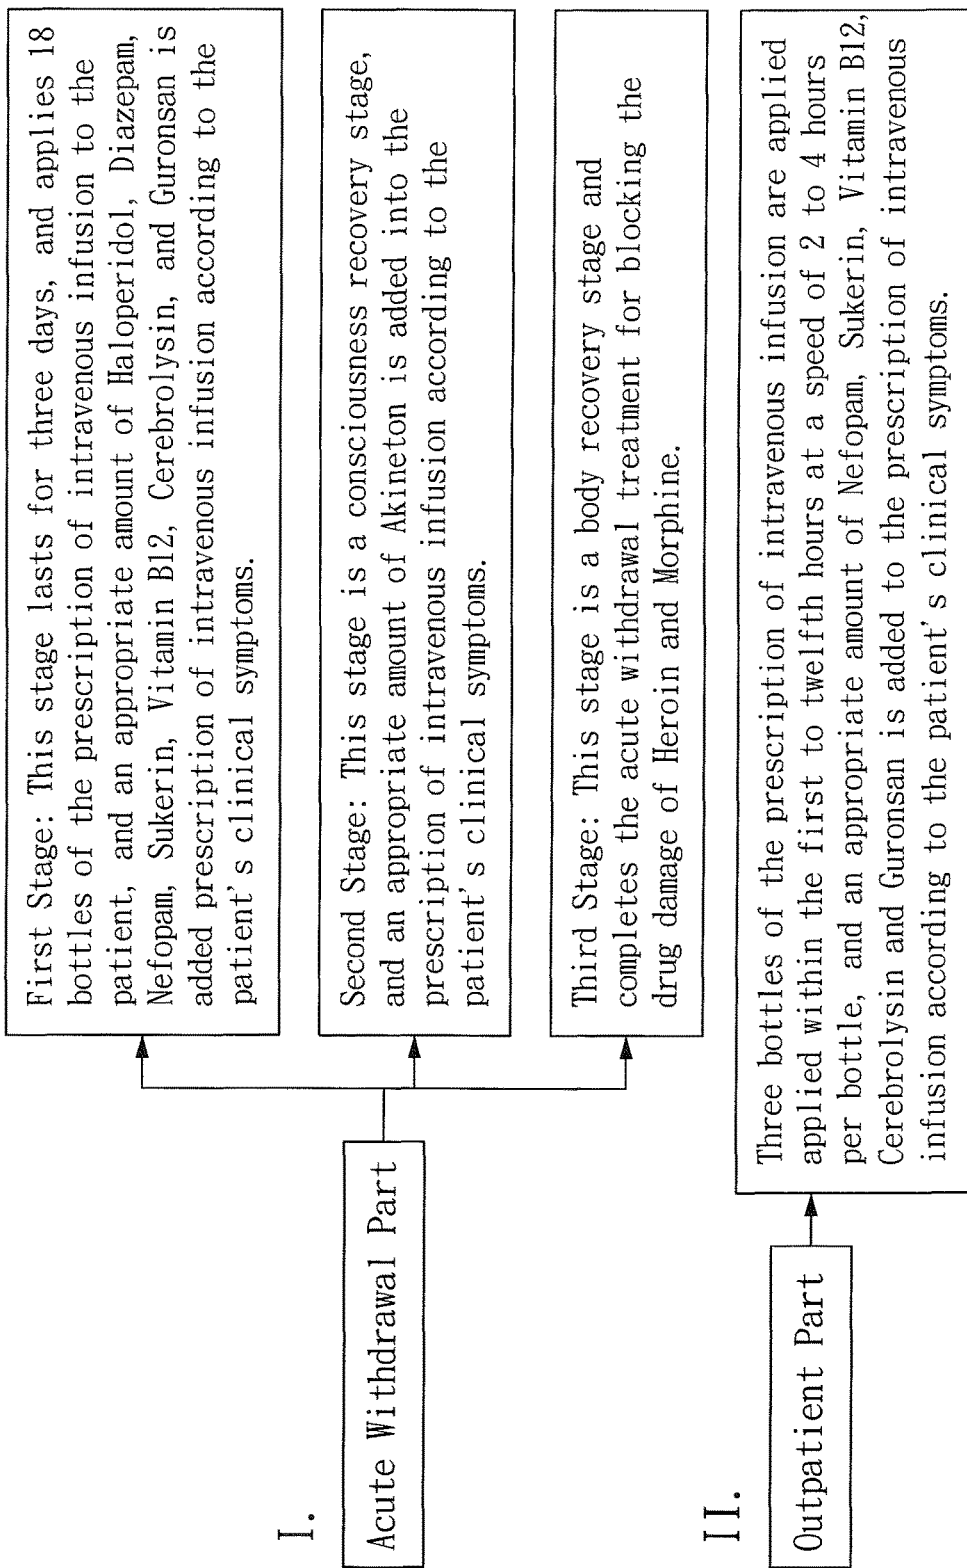 I.
Acute Withdrawal Part
First Stage: This stage lasts for three days, and applies 18
bottles of the prescription of intravenous infusion to the
patient, and an appropriate amount of Haloperidol, Diazepam,
Nefopam, Sukerin, Vitamin B12, Cerebrolysin, and Guronsan is
added prescription of intravenous infusion according to the
patient's clinical symptoms.
Second Stage: This stage is a consciousness recovery stage,
and an appropriate amount of Akineton is added into the
prescription of intravenous infusion according to the
patient's clinical symptoms.
Third Stage: This stage is a body recovery stage and
completes the acute withdrawal treatment for blocking the
drug damage of Heroin and Morphine.
II.
Outpatient Part
Three bottles of the prescription of intravenous infusion are applied
applied within the first to twelfth hours at a speed of 2 to 4 hours
per bottle, and an appropriate amount of Nefopam, Sukerin, Vitamin B12,
Cerebrolysin and Guronsan is added to the prescription of intravenous
infusion according to the patient's clinical symptoms.